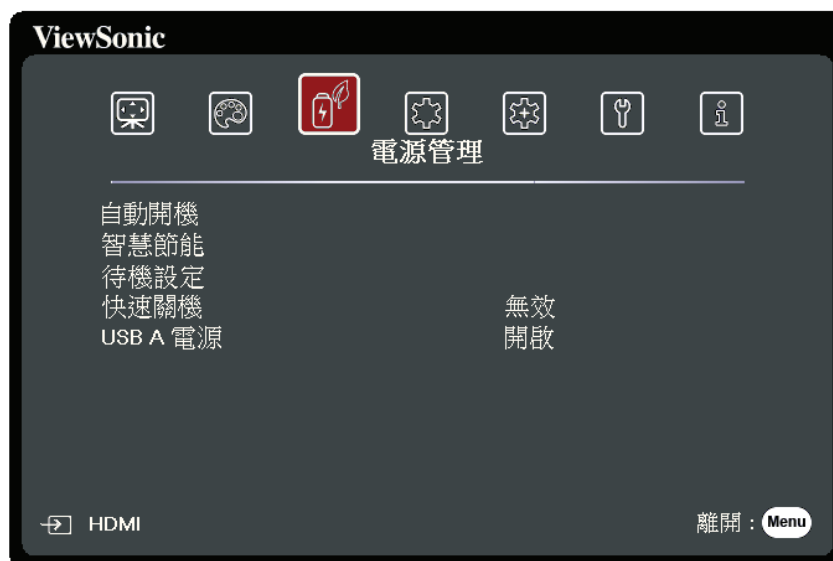 ViewSonic
電源管理
自動開機
智慧節能
待機設定
快速關機 無效
USB A 電源 開啟
HDMI 離開：Menu